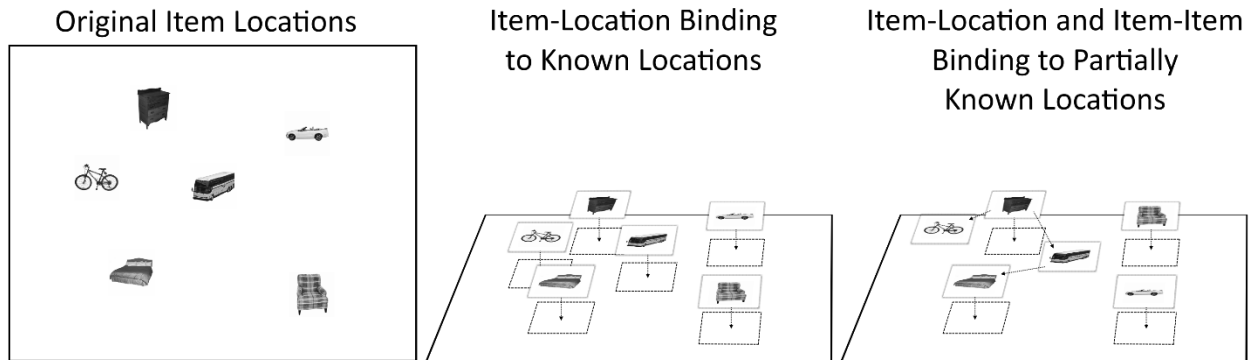 Original Item Locations
Item-Location Binding
to Known Locations
Item-Location and Item-Item
Binding to Partially
Known Locations